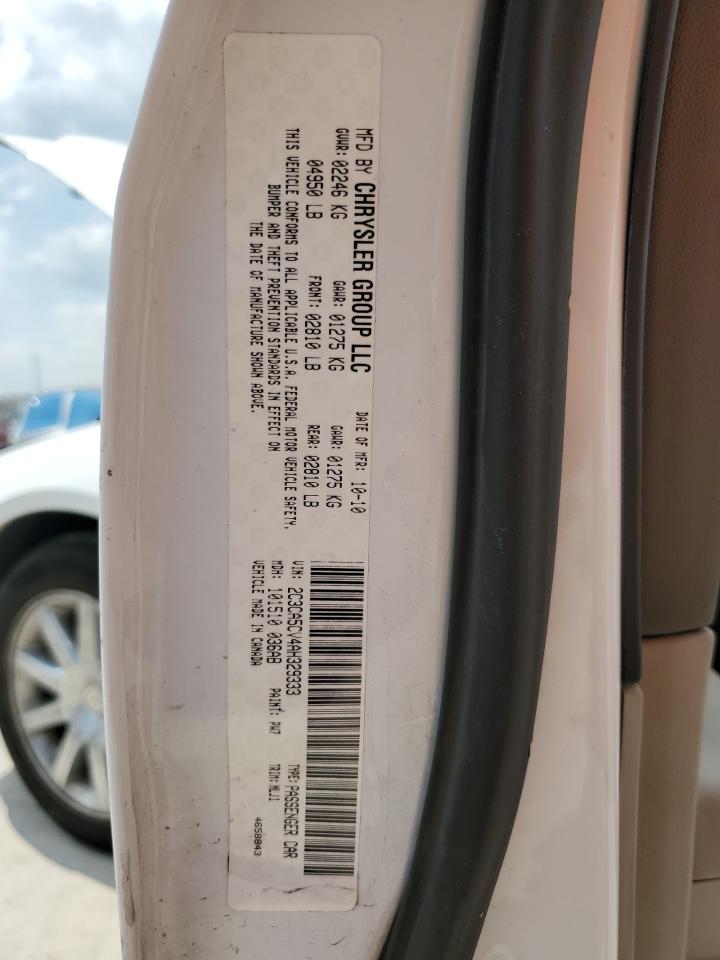 MFD BY CHRYSLER GROUP LLC DATE OF MFR: 10-10
GVWR: 02246 KG GAWR: 01275 KG GAWR: 01275 KG
04950 LB FRONT: 02810 LB REAR: 02810 LB
THIS VEHICLE CONFORMS TO ALL APPLICABLE U.S.A. FEDERAL MOTOR VEHICLE SAFETY,
BUMPER AND THEFT PREVENTION STANDARDS IN EFFECT ON
THE DATE OF MANUFACTURE SHOWN ABOVE.
VIN: 2C3CA5CV4AH329333 TYPE: PASSENGER CAR
MDH: 101510 036AB PAINT: PW7 TRIM: MLJ1
VEHICLE MADE IN CANADA 4658843